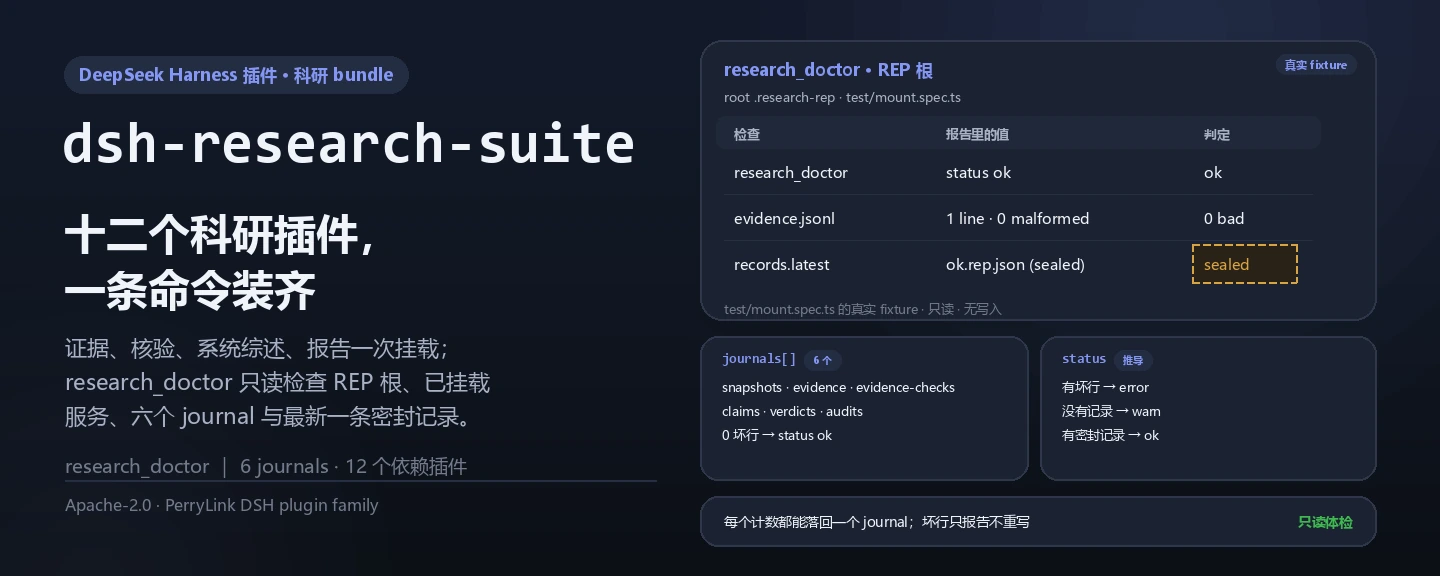 DeepSeek Harness 插件 • 科研 bundle
dsh-research-suite
十二个科研插件,
一条命令装齐
证据、核验、系统综述、报告一次挂载;
research_doctor 只读检查 REP 根、已挂载
服务、六个 journal 与最新一条密封记录。
research_doctor | 6 journals · 12 个依赖插件
Apache-2.0 · PerryLink DSH plugin family
research_doctor • REP 根
真实 fixture
root .research-rep · test/mount.spec.ts
检查 报告里的值 判定
research_doctor status ok ok
evidence.jsonl 1 line · 0 malformed 0 bad
records.latest ok.rep.json (sealed) sealed
test/mount.spec.ts 的真实 fixture · 只读 · 无写入
journals[] 6 个
snapshots · evidence · evidence-checks
claims · verdicts · audits
0 坏行 → status ok
status 推导
有坏行 → error
没有记录 → warn
有密封记录 → ok
每个计数都能落回一个 journal; 坏行只报告不重写
只读体检